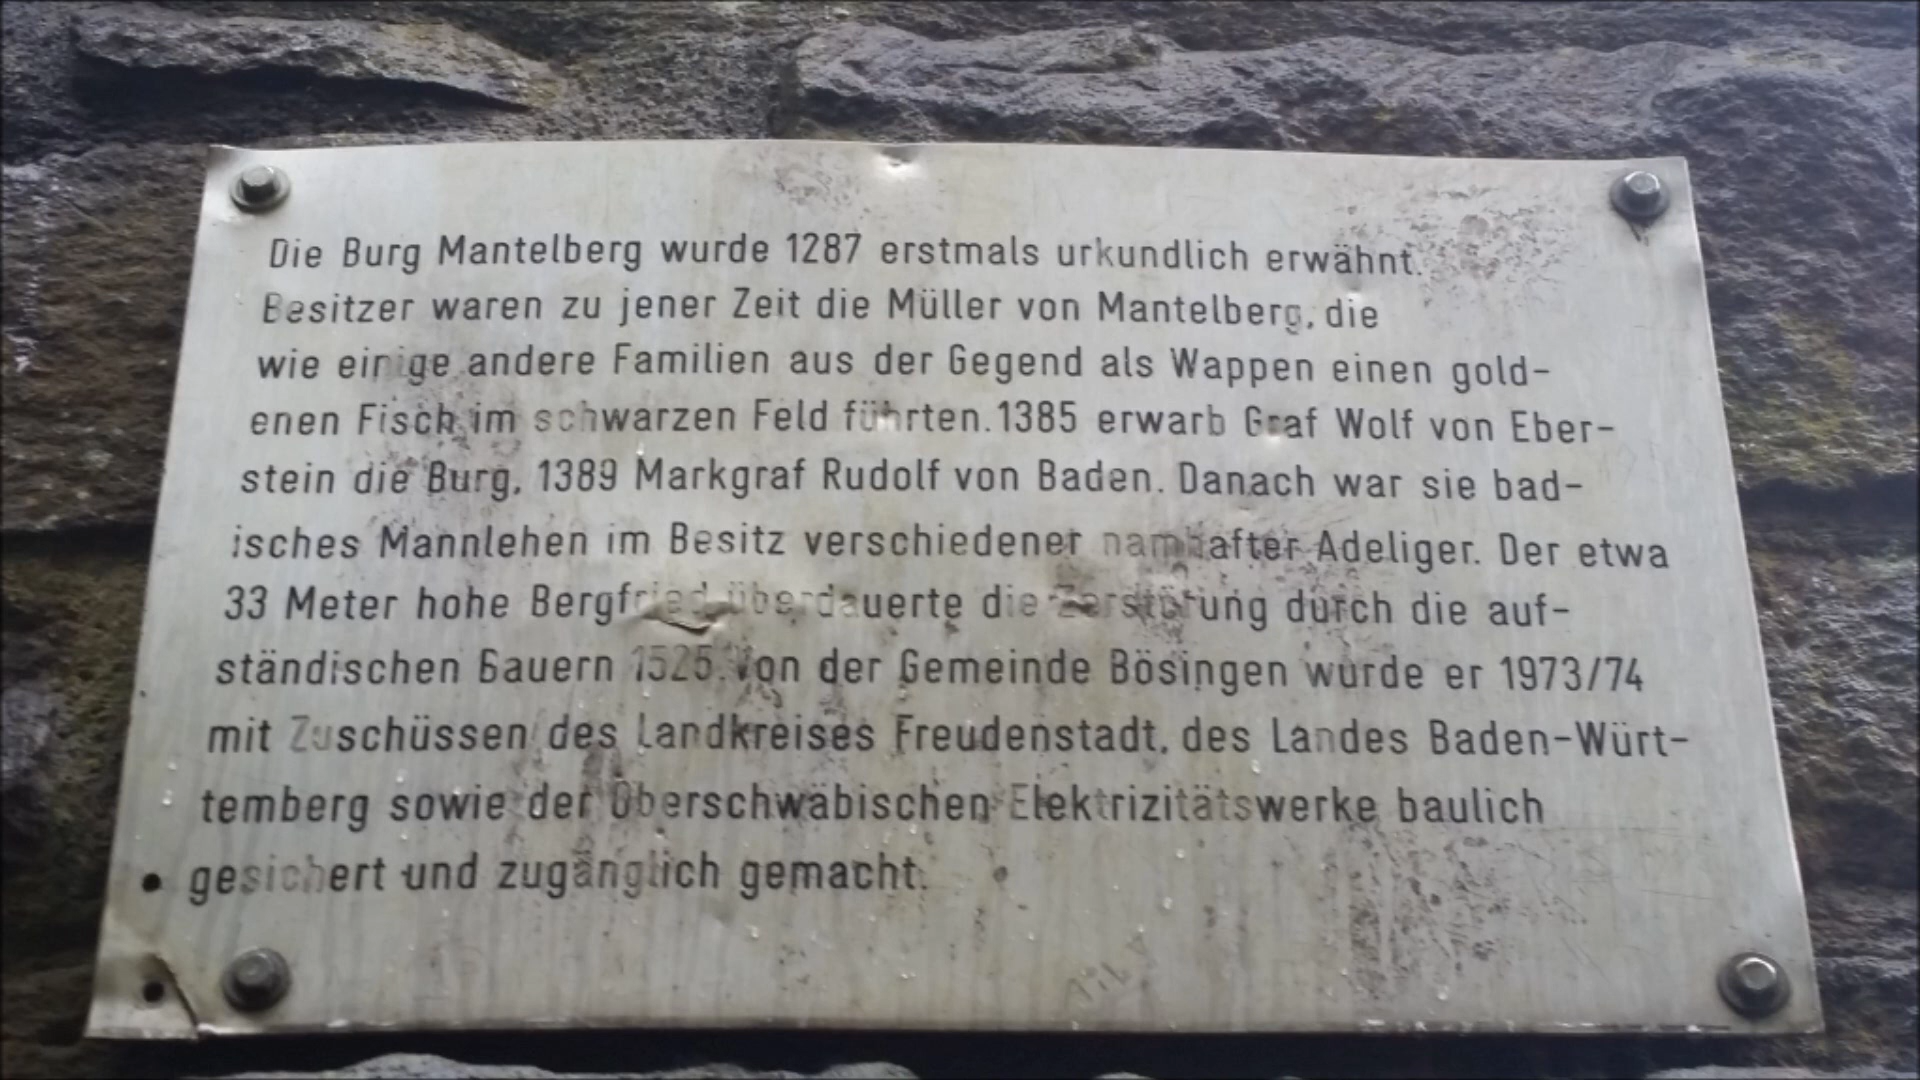 Die Burg Mantelberg wurde 1287 erstmals urkundlich erwähnt.
Besitzer waren zu jener Zeit die Müller von Mantelberg, die
wie einige andere Familien aus der Gegend als Wappen einen gold-
enen Fisch im schwarzen Feld führten. 1385 erwarb Graf Wolf von Eber-
stein die Burg, 1389 Markgraf Rudolf von Baden. Danach war sie bad-
isches Mannlehen im Besitz verschiedener namhafter Adeliger. Der etwa
33 Meter hohe Bergfried überdauerte die Zerstörung durch die auf-
ständischen Bauern 1525. Von der Gemeinde Bösingen wurde er 1973/74
mit Zuschüssen des Landkreises Freudenstadt, des Landes Baden-Würt-
temberg sowie der Oberschwäbischen Elektrizitätswerke baulich
gesichert und zugänglich gemacht.